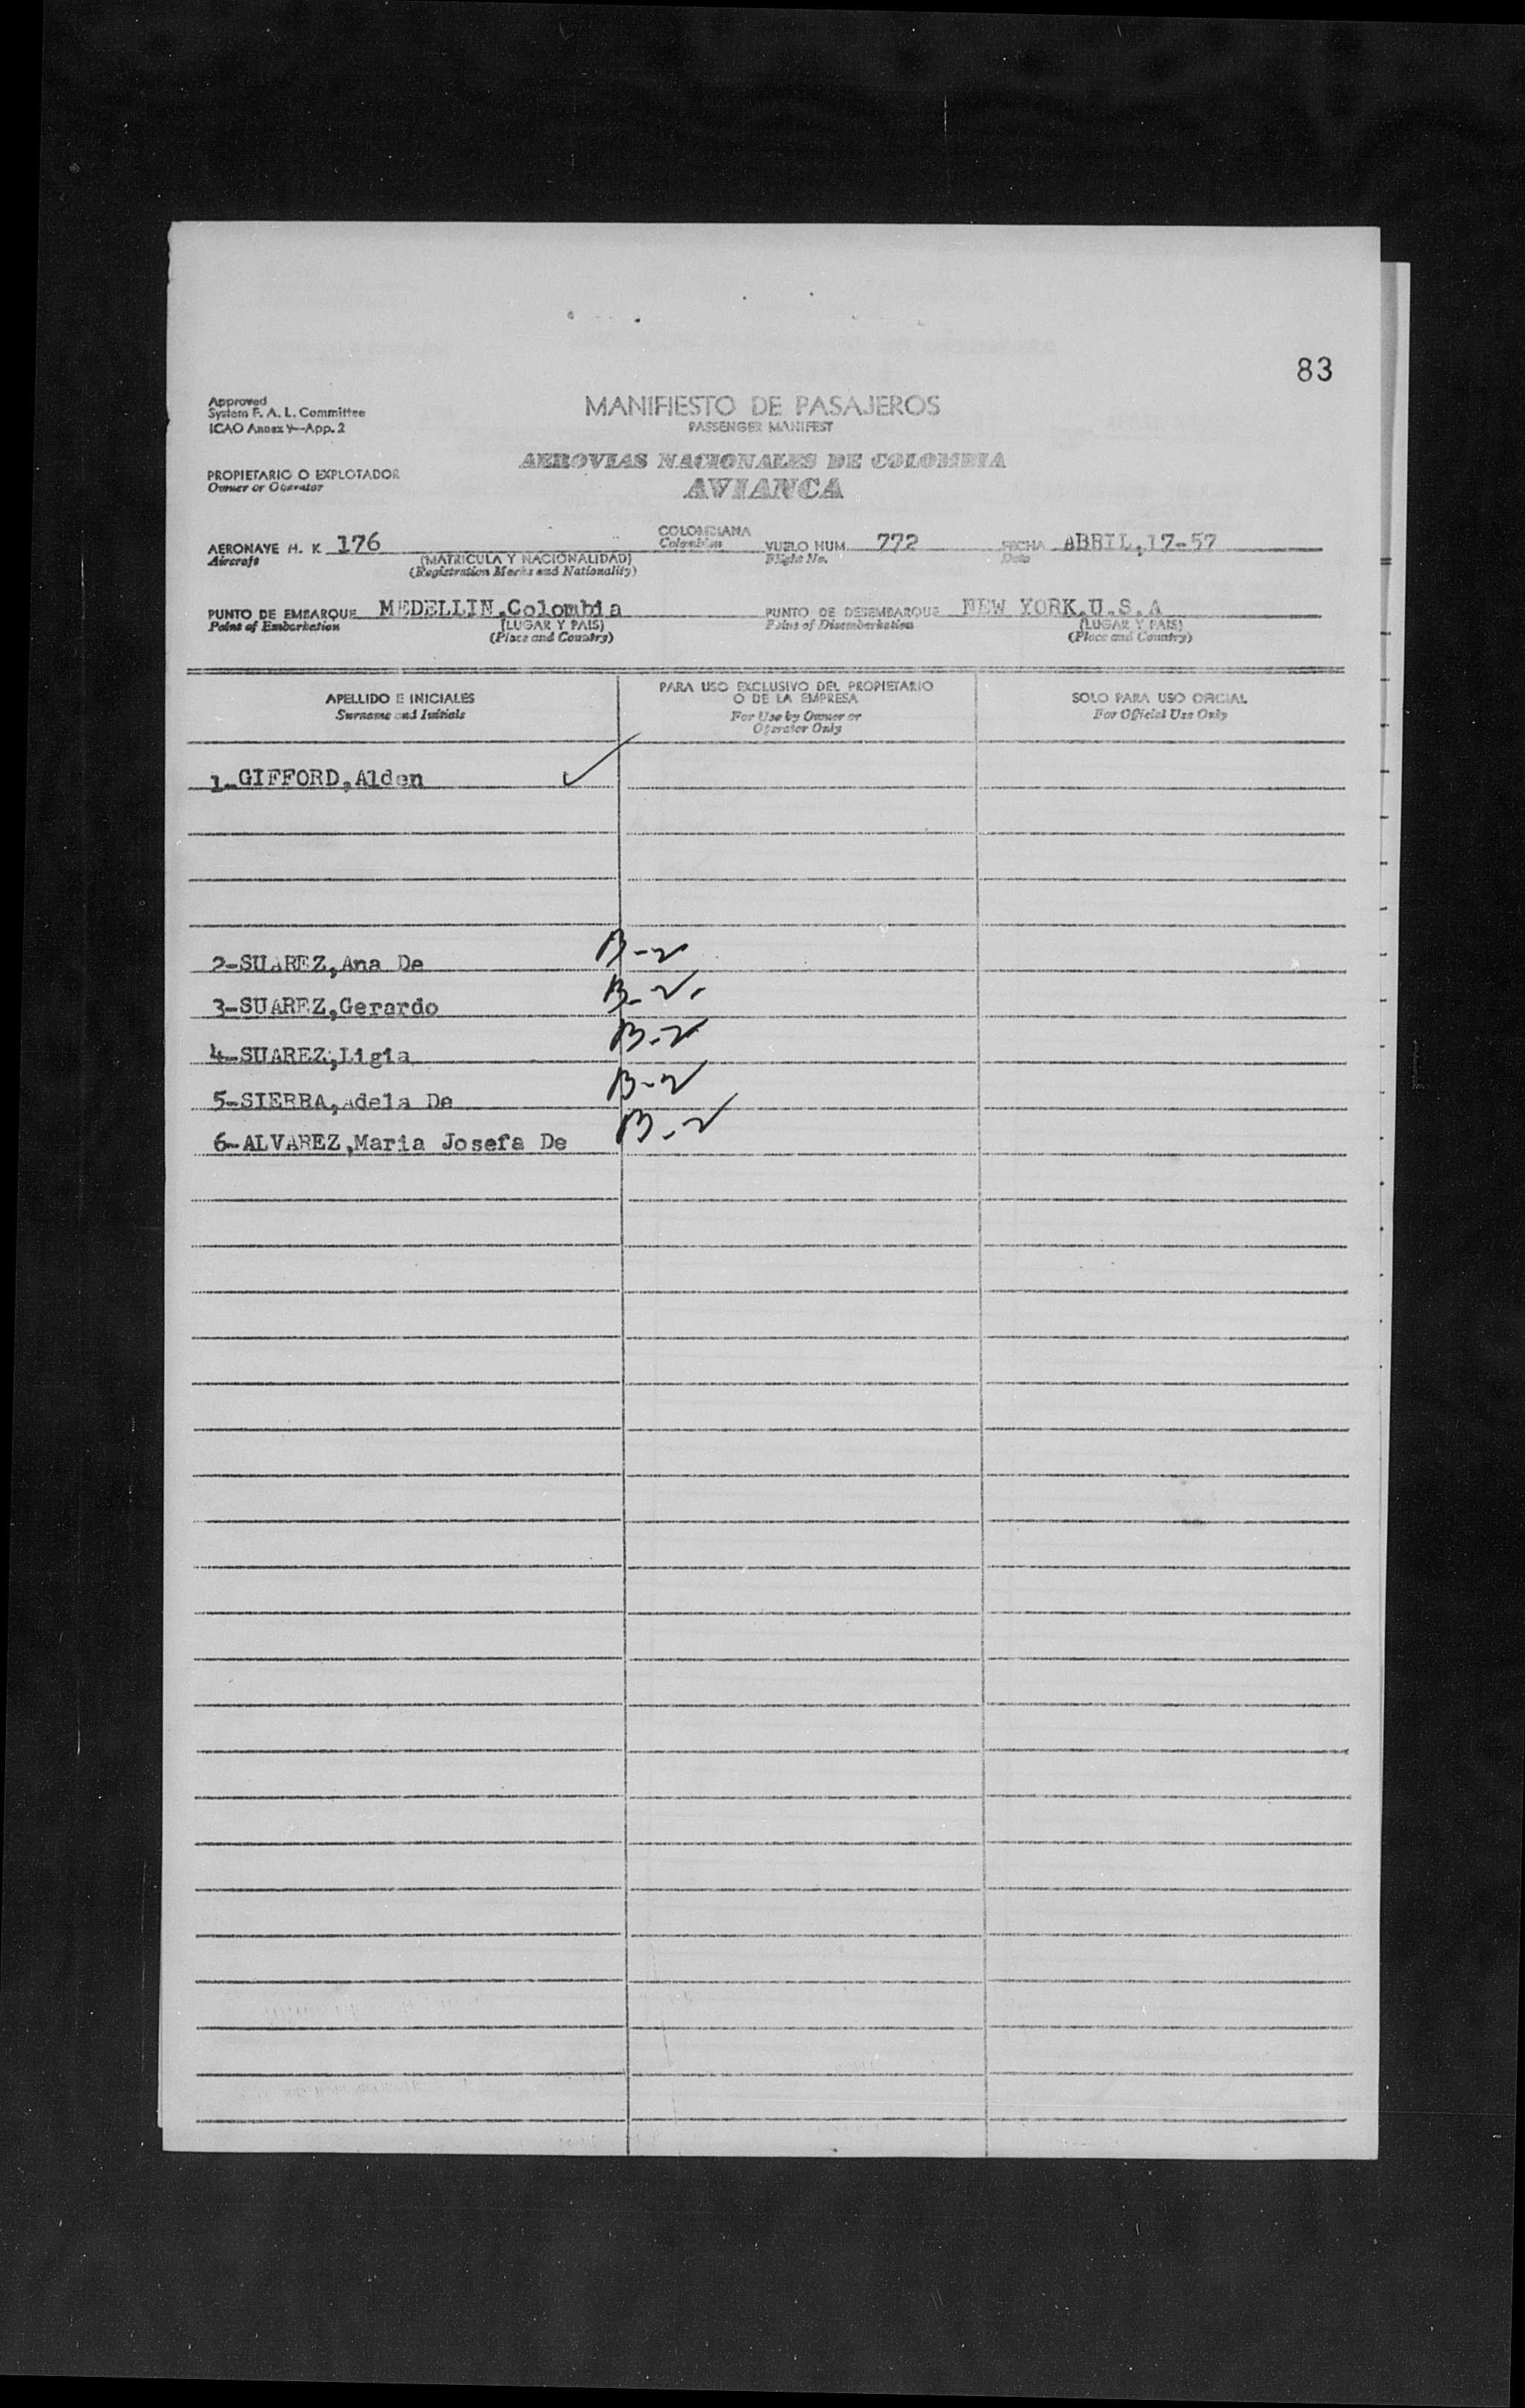 83
Approved
System F. A. L. Committee
ICAO Annex 9—App. 2
MANIFIESTO DE PASAJEROS
PASSENGER MANIFEST
AEROVIAS NACIONALES DE COLOMBIA
AVIANCA
PROPIETARIO O EXPLOTADOR
Owner or Operator
AERONAVE H. K 176 COLOMBIANA VUELO NUM. 772 FECHA ABRIL,17-57
Aircraft (MATRICULA Y NACIONALIDAD) Colombian Flight No. Date
(Registration Marks and Nationality)
PUNTO DE EMBARQUE MEDELLIN,Colombia PUNTO DE DESEMBARQUE NEW YORK,U.S.A
Point of Embarkation (LUGAR Y PAIS) Point of Disembarkation (LUGAR Y PAIS)
(Place and Country) (Place and Country)
APELLIDO E INICIALES
Surname and Initials
PARA USO EXCLUSIVO DEL PROPIETARIO
O DE LA EMPRESA
For Use by Owner or
Operator Only
SOLO PARA USO OFICIAL
For Official Use Only
1-GIFFORD,Alden ✓
2-SUAREZ,Ana De B-2
3-SUAREZ,Gerardo B-2
4-SUAREZ,Ligia B-2
5-SIERRA,Adela De B-2
6-ALVAREZ,Maria Josefa De B-2